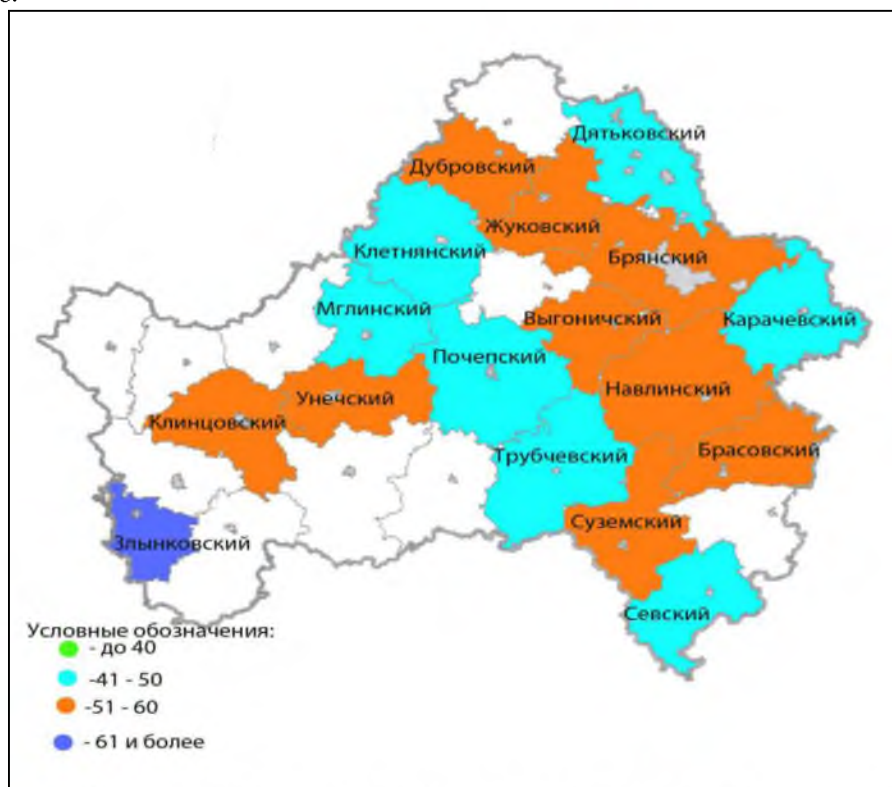 Дятьковский
Дубровский
Жуковский
Клетнянский
Брянский
Мглинский
Выгоничский
Карачевский
Почепский
Унечский
Навлинский
Клинцовский
Трубчевский
Брасовский
Суземский
Злынковский
Севский
Условные обозначения:
- до 40
-41 - 50
-51 - 60
- 61 и более